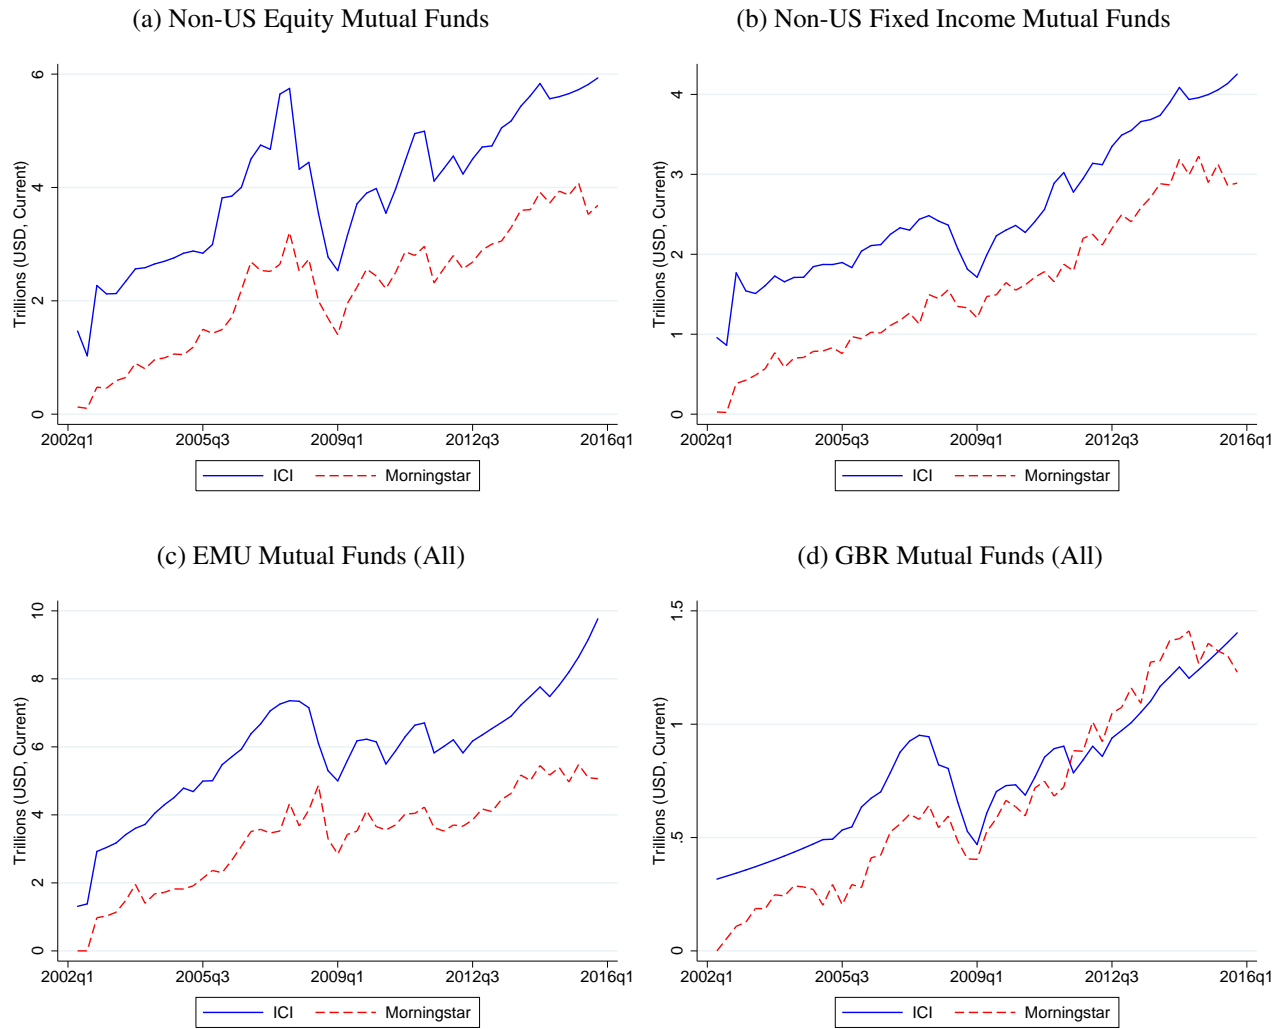 (a) Non-US Equity Mutual Funds
Trillions (USD, Current)
6
4
2
0
2002q1 2005q3 2009q1 2012q3 2016q1
ICI Morningstar
(b) Non-US Fixed Income Mutual Funds
Trillions (USD, Current)
4
3
2
1
0
2002q1 2005q3 2009q1 2012q3 2016q1
ICI Morningstar
(c) EMU Mutual Funds (All)
Trillions (USD, Current)
10
8
6
4
2
0
2002q1 2005q3 2009q1 2012q3 2016q1
ICI Morningstar
(d) GBR Mutual Funds (All)
Trillions (USD, Current)
1.5
1
.5
0
2002q1 2005q3 2009q1 2012q3 2016q1
ICI Morningstar